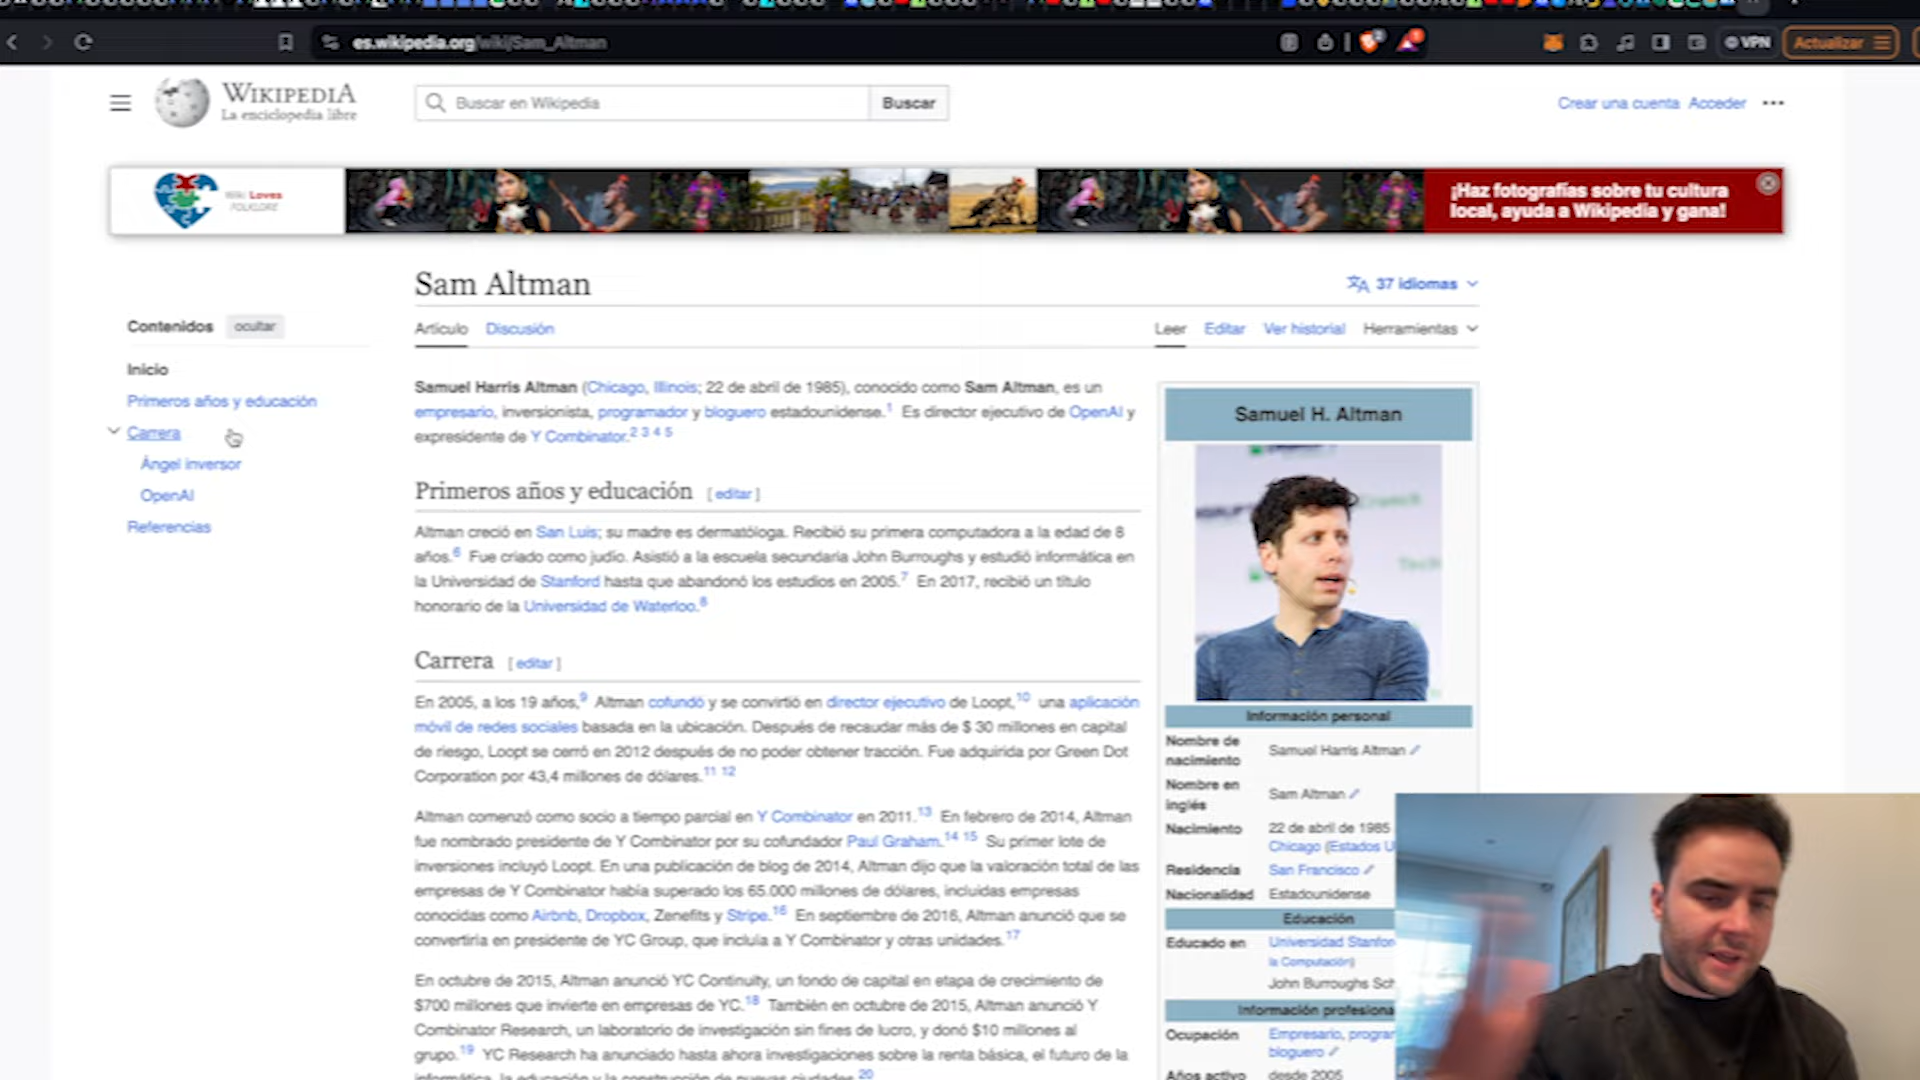 es.wikipedia.org/wiki/Sam_Altman
VPN
Actualizar
WIKIPEDIA
La enciclopedia libre
Buscar en Wikipedia
Buscar
Crear una cuenta Acceder
Wiki Loves
FOLKLORE
¡Haz fotografías sobre tu cultura
local, ayuda a Wikipedia y gana!
Sam Altman
37 idiomas
Contenidos ocultar
Artículo Discusión
Leer Editar Ver historial Herramientas
Inicio
Primeros años y educación
Carrera
Ángel inversor
OpenAI
Referencias
Samuel Harris Altman (Chicago, Illinois; 22 de abril de 1985), conocido como Sam Altman, es un
empresario, inversionista, programador y bloguero estadounidense.1 Es director ejecutivo de OpenAI y
expresidente de Y Combinator.2 3 4 5
Primeros años y educación [ editar ]
Altman creció en San Luis; su madre es dermatóloga. Recibió su primera computadora a la edad de 8
años.6 Fue criado como judío. Asistió a la escuela secundaria John Burroughs y estudió informática en
la Universidad de Stanford hasta que abandonó los estudios en 2005.7 En 2017, recibió un título
honorario de la Universidad de Waterloo.8
Carrera [ editar ]
En 2005, a los 19 años,9 Altman cofundó y se convirtió en director ejecutivo de Loopt,10 una aplicación
móvil de redes sociales basada en la ubicación. Después de recaudar más de $ 30 millones en capital
de riesgo, Loopt se cerró en 2012 después de no poder obtener tracción. Fue adquirida por Green Dot
Corporation por 43,4 millones de dólares.11 12
Altman comenzó como socio a tiempo parcial en Y Combinator en 2011.13 En febrero de 2014, Altman
fue nombrado presidente de Y Combinator por su cofundador Paul Graham.14 15 Su primer lote de
inversiones incluyó Loopt. En una publicación de blog de 2014, Altman dijo que la valoración total de las
empresas de Y Combinator había superado los 65.000 millones de dólares, incluidas empresas
conocidas como Airbnb, Dropbox, Zenefits y Stripe.16 En septiembre de 2016, Altman anunció que se
convertiría en presidente de YC Group, que incluía a Y Combinator y otras unidades.17
En octubre de 2015, Altman anunció YC Continuity, un fondo de capital en etapa de crecimiento de
$700 millones que invierte en empresas de YC.18 También en octubre de 2015, Altman anunció Y
Combinator Research, un laboratorio de investigación sin fines de lucro, y donó $10 millones al
grupo.19 YC Research ha anunciado hasta ahora investigaciones sobre la renta básica, el futuro de la
informática, la educación y la construcción de nuevas ciudades.20
Samuel H. Altman
Información personal
Nombre de
nacimiento
Samuel Harris Altman
Nombre en
inglés
Sam Altman
Nacimiento
22 de abril de 1985
Chicago (Estados U
Residencia San Francisco
Nacionalidad Estadounidense
Educación
Educado en
Universidad Stanfor
la Computación)
John Burroughs Sch
Información profesiona
Ocupación
Empresario, prograr
bloguero
Años activo desde 2005